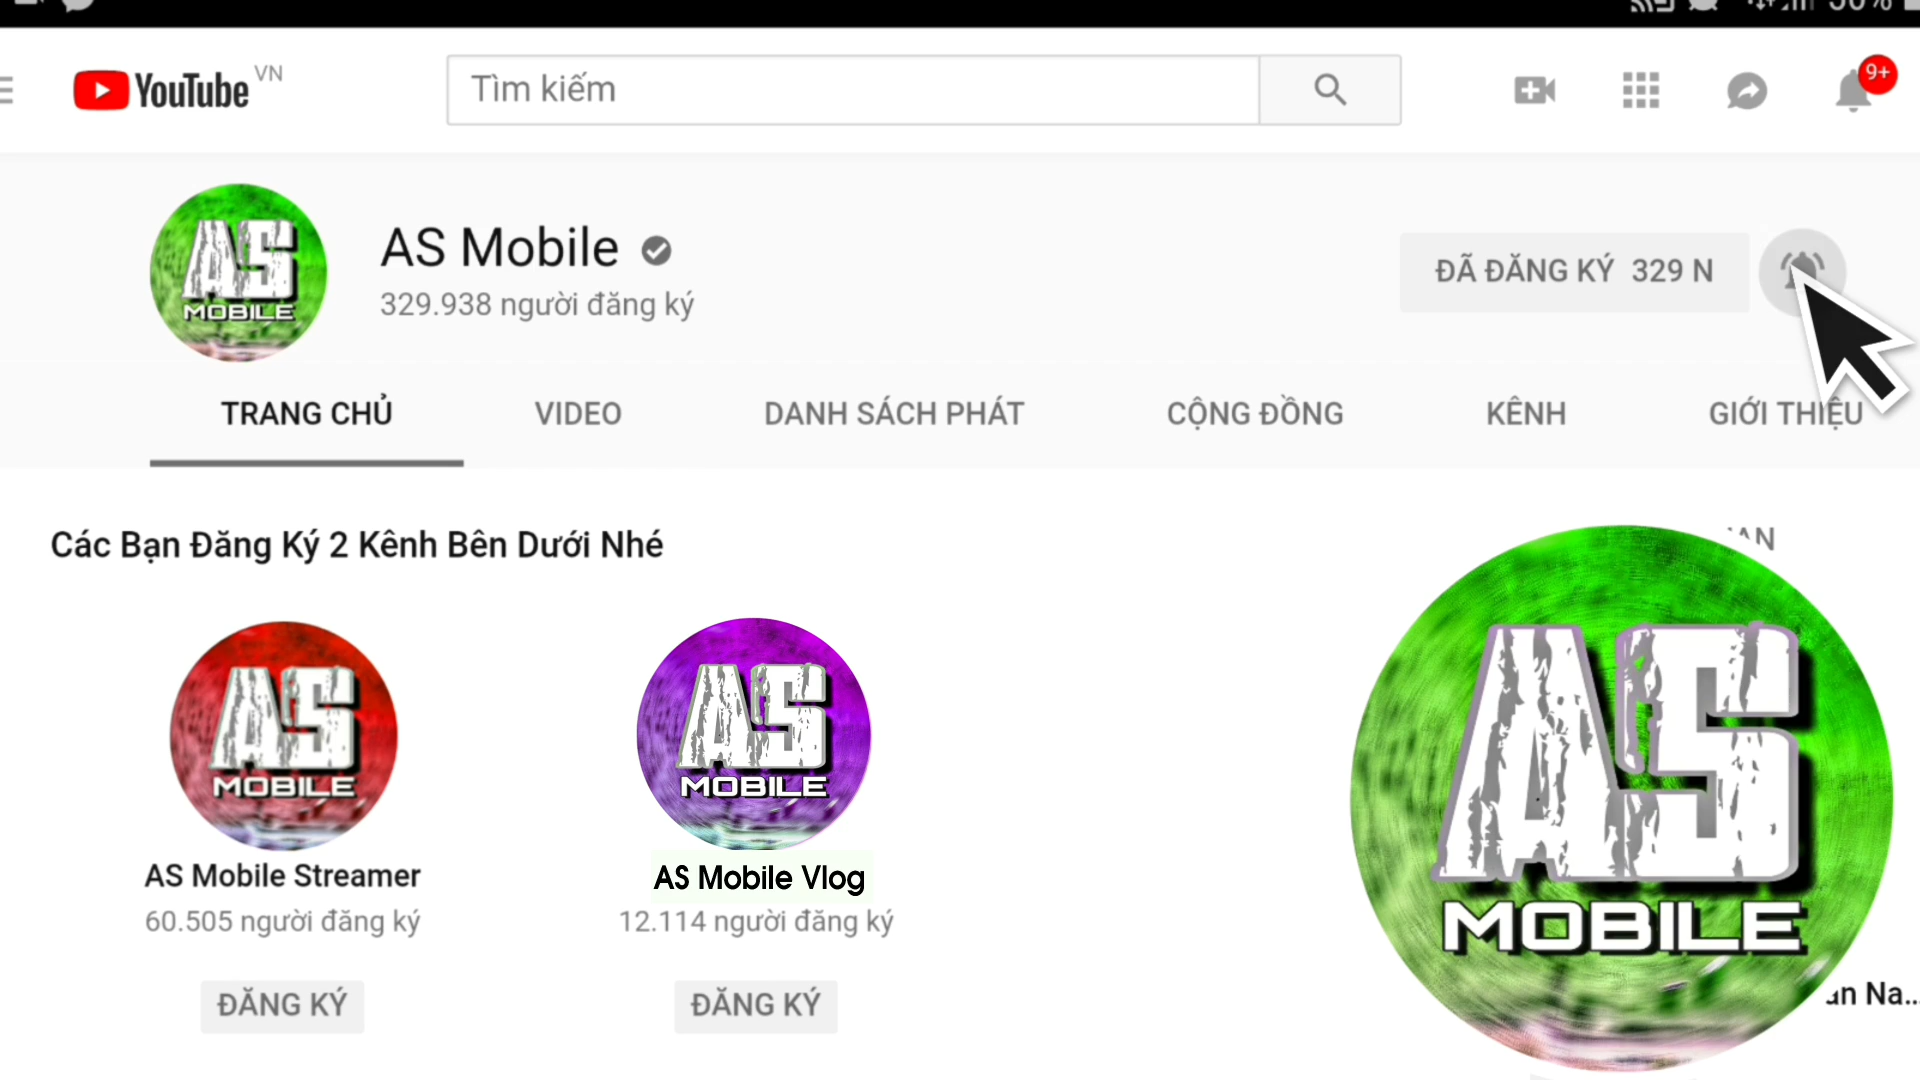 YouTube VN
Tìm kiếm
9+
AS
MOBILE
AS Mobile
329.938 người đăng ký
ĐÃ ĐĂNG KÝ 329 N
TRANG CHỦ
VIDEO
DANH SÁCH PHÁT
CỘNG ĐỒNG
KÊNH
GIỚI THIỆU
Các Bạn Đăng Ký 2 Kênh Bên Dưới Nhé
AS
MOBILE
AS Mobile Streamer
60.505 người đăng ký
ĐĂNG KÝ
AS
MOBILE
AS Mobile Vlog
12.114 người đăng ký
ĐĂNG KÝ
AS
MOBILE